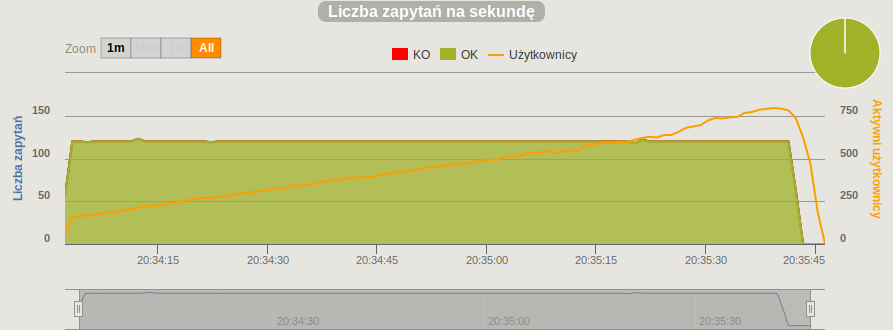 Liczba zapytań na sekundę
Zoom 1m 10m 1h All
KO OK Użytkownicy
Liczba zapytań
150
100
50
0
750
500
250
0
Aktywni użytkownicy
20:34:15 20:34:30 20:34:45 20:35:00 20:35:15 20:35:30 20:35:45
20:34:30 20:35:00 20:35:30